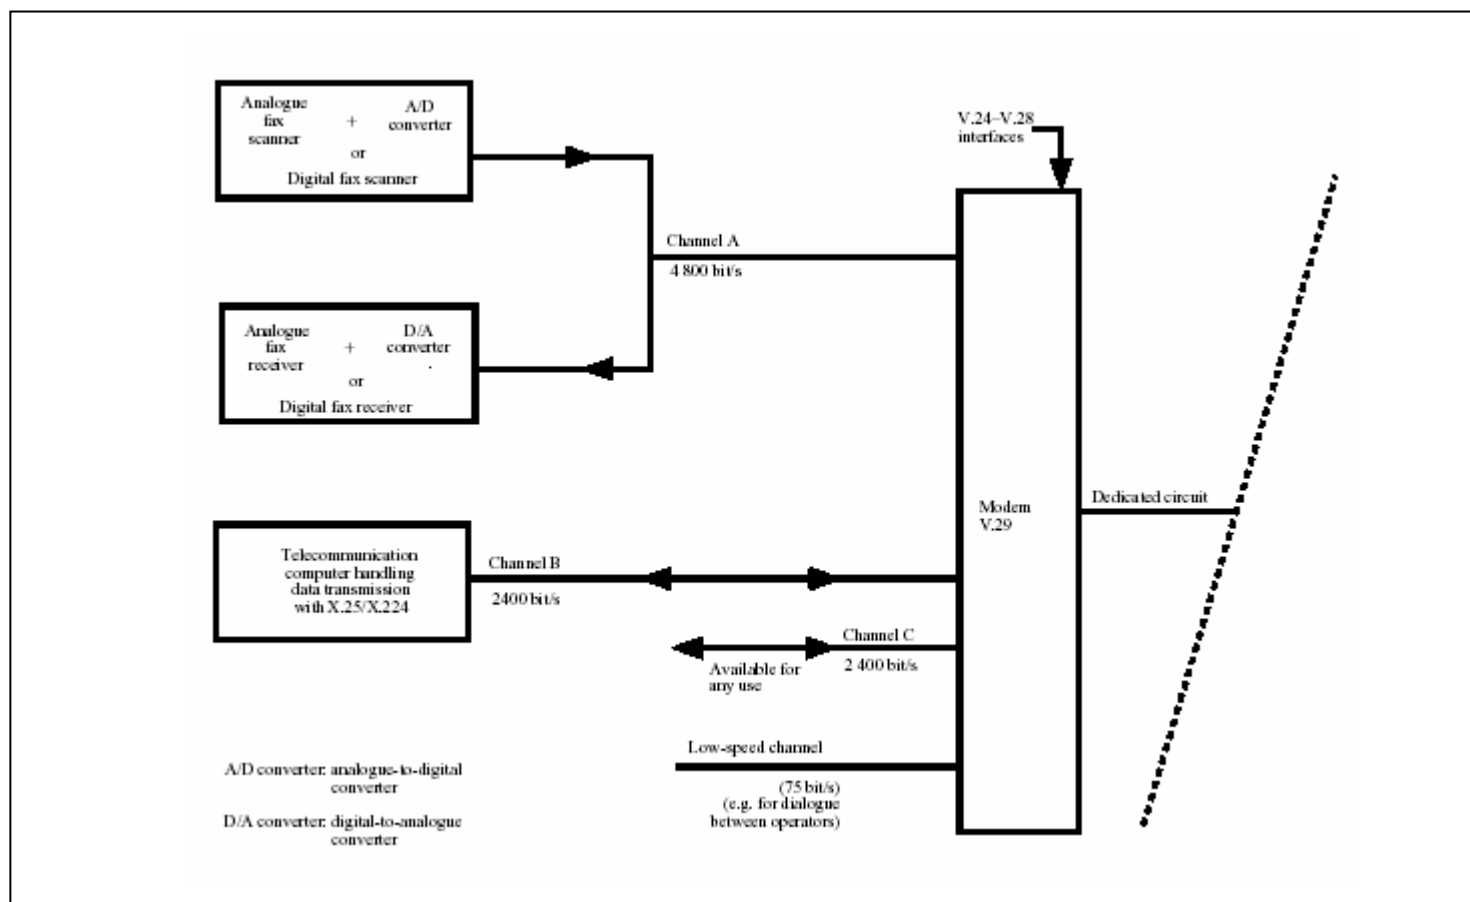 Analogue
fax
scanner
+
A/D
converter
or
Digital fax scanner
V.24–V.28
interfaces
Channel A
4 800 bit/s
Analogue
fax
receiver
+
D/A
converter
or
Digital fax receiver
Modem
V.29
Dedicated circuit
Telecommunication
computer handling
data transmission
with X.25/X.224
Channel B
2400 bit/s
Channel C
2 400 bit/s.
Available for
any use
Low-speed channel
(75 bit/s)
(e.g. for dialogue
between operators)
A/D converter: analogue-to-digital
converter
D/A converter: digital-to-analogue
converter